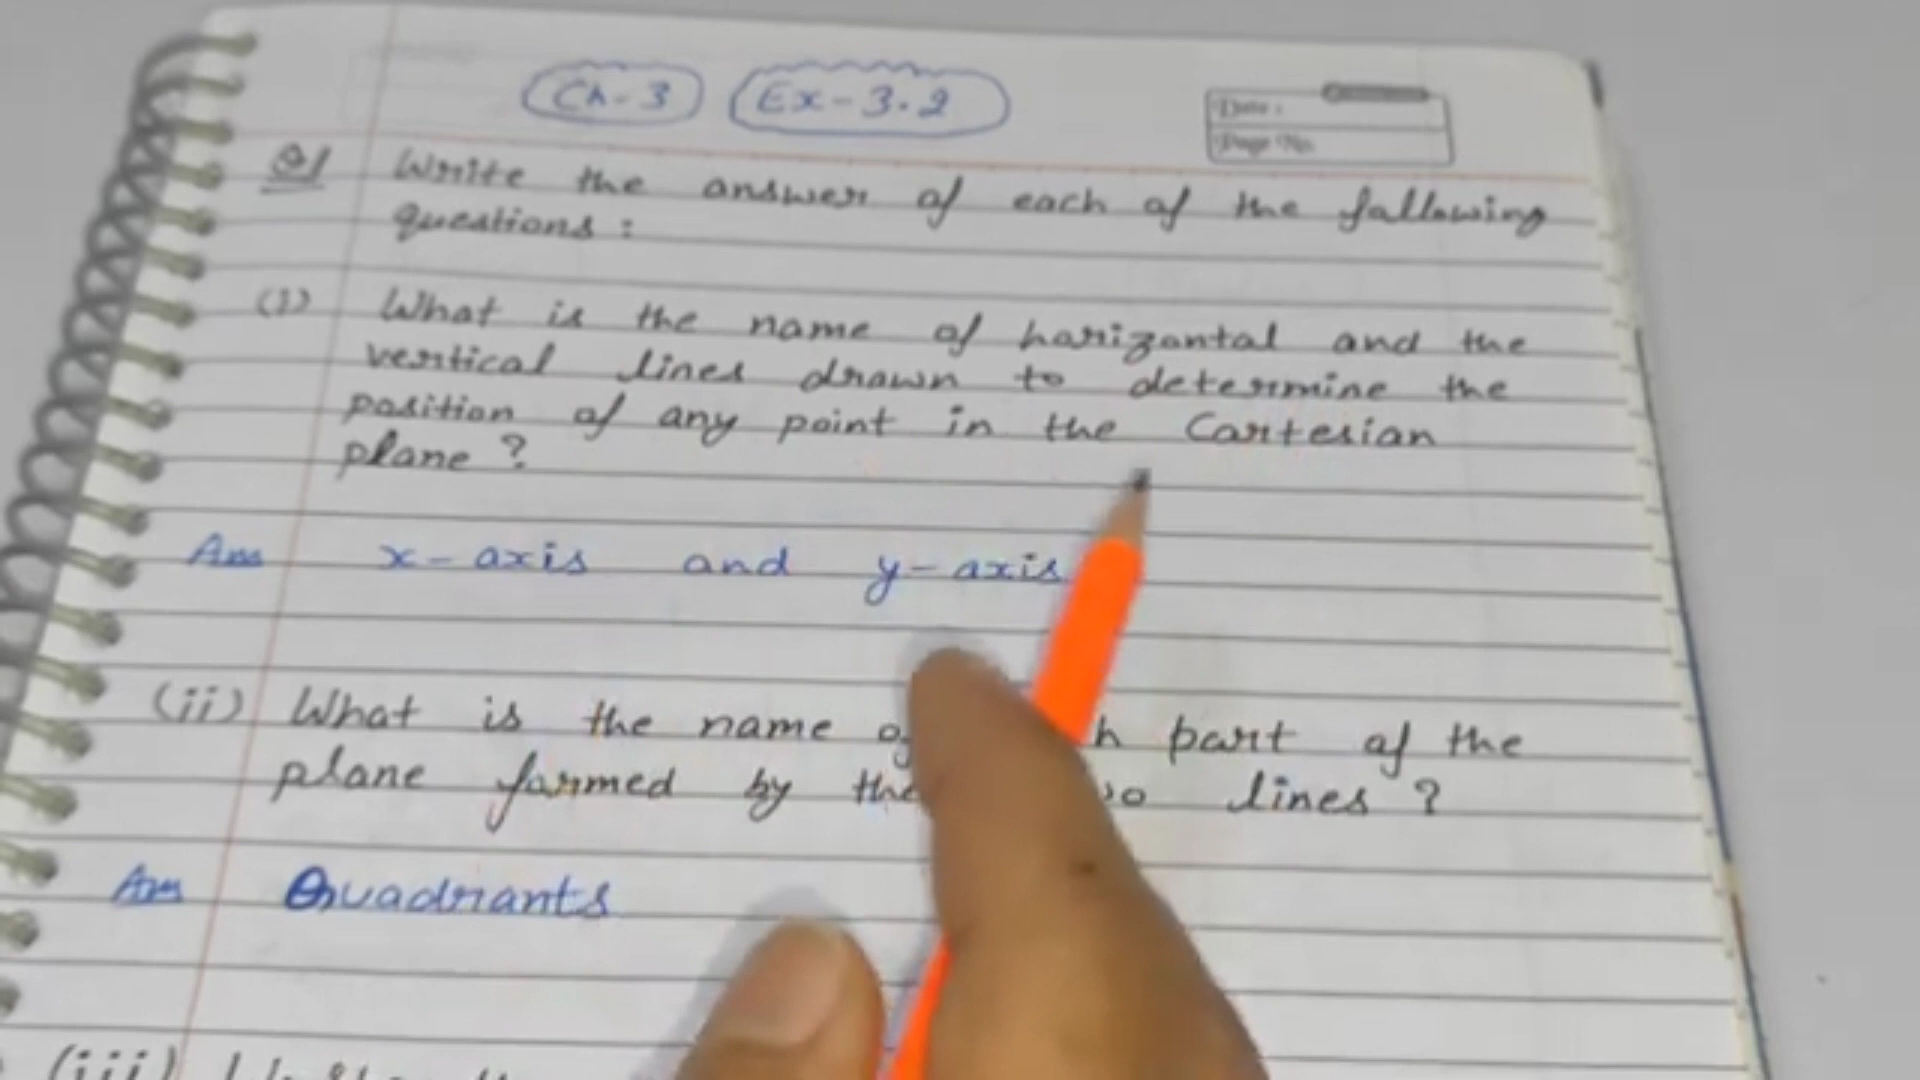 Ch-3 Ex-3.2
Date :
Page No.
Q1 Write the answer of each of the following
questions :
(i) What is the name of horizontal and the
vertical lines drawn to determine the
position of any point in the Cartesian
plane ?
Ans x-axis and y-axis
(ii) What is the name part of the
plane formed by lines ?
Ans Quadrants
(iii)